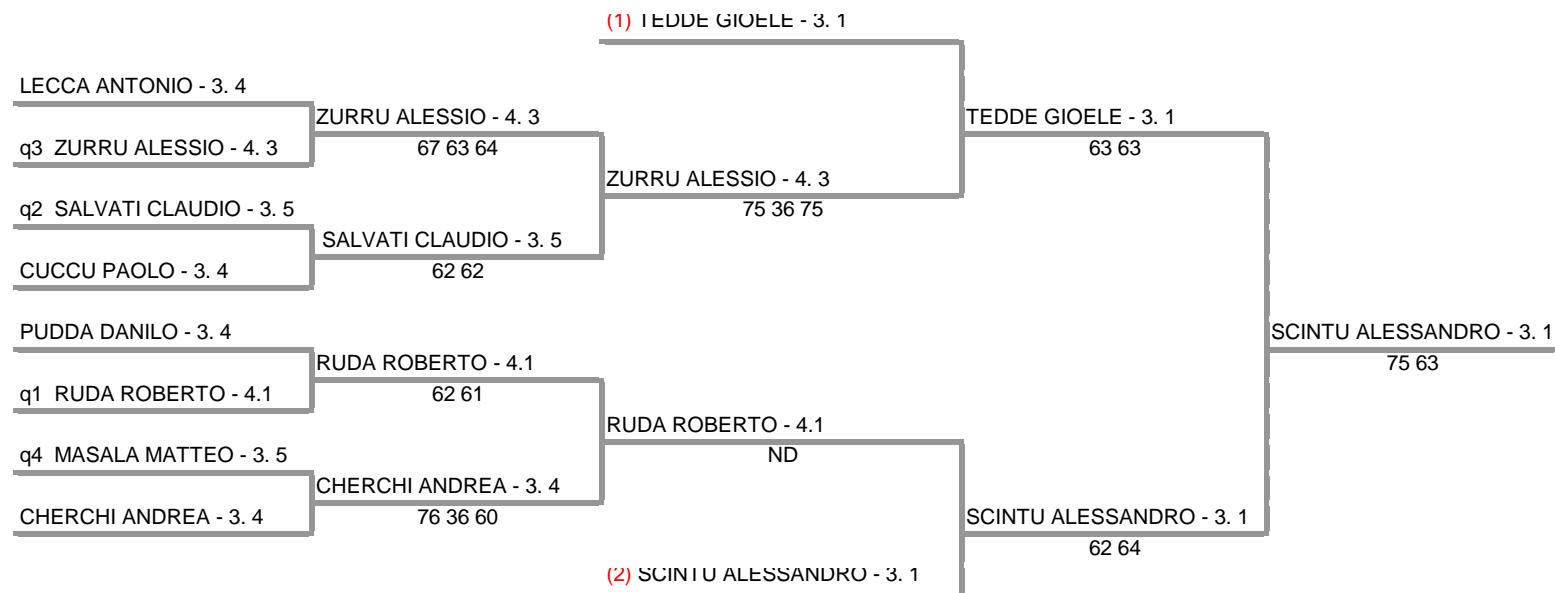 (1) TEDDE GIOELE - 3. 1
LECCA ANTONIO - 3. 4
ZURRU ALESSIO - 4. 3
TEDDE GIOELE - 3. 1
q3 ZURRU ALESSIO - 4. 3
67 63 64
63 63
ZURRU ALESSIO - 4. 3
q2 SALVATI CLAUDIO - 3. 5
75 36 75
SALVATI CLAUDIO - 3. 5
CUCCU PAOLO - 3. 4
62 62
PUDDA DANILO - 3. 4
SCINTU ALESSANDRO - 3. 1
RUDA ROBERTO - 4.1
75 63
q1 RUDA ROBERTO - 4.1
62 61
RUDA ROBERTO - 4.1
q4 MASALA MATTEO - 3. 5
ND
CHERCHI ANDREA - 3. 4
CHERCHI ANDREA - 3. 4
76 36 60
SCINTU ALESSANDRO - 3. 1
62 64
(2) SCINTU ALESSANDRO - 3. 1